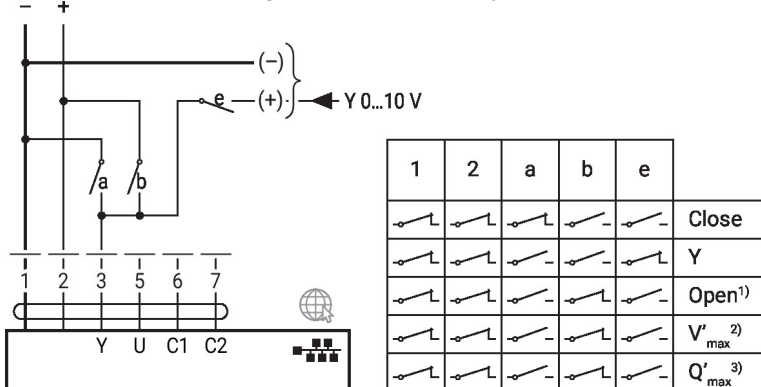 – +
(–)
e (+) Y 0...10 V
a b
1 2 3 5 6 7
Y U C1 C2
1 2 a b e
Close
Y
Open1)
V'max 2)
Q'max 3)